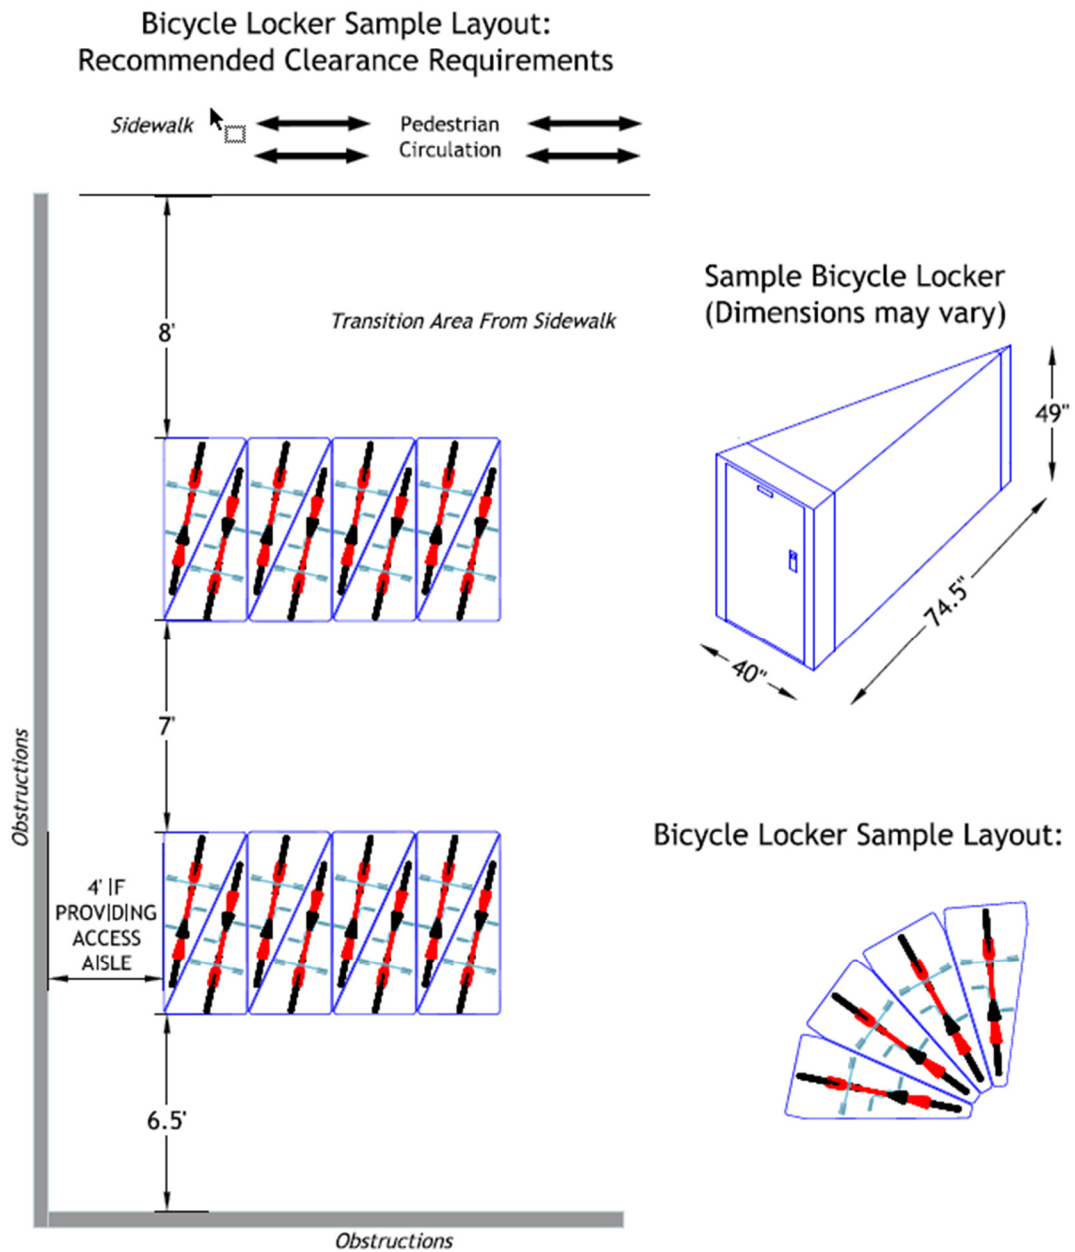 Bicycle Locker Sample Layout:
Recommended Clearance Requirements
Sidewalk
Pedestrian
Circulation
8'
Transition Area From Sidewalk
Sample Bicycle Locker
(Dimensions may vary)
49"
74.5"
40"
7'
Obstructions
4' IF
PROVIDING
ACCESS
AISLE
Bicycle Locker Sample Layout:
6.5'
Obstructions